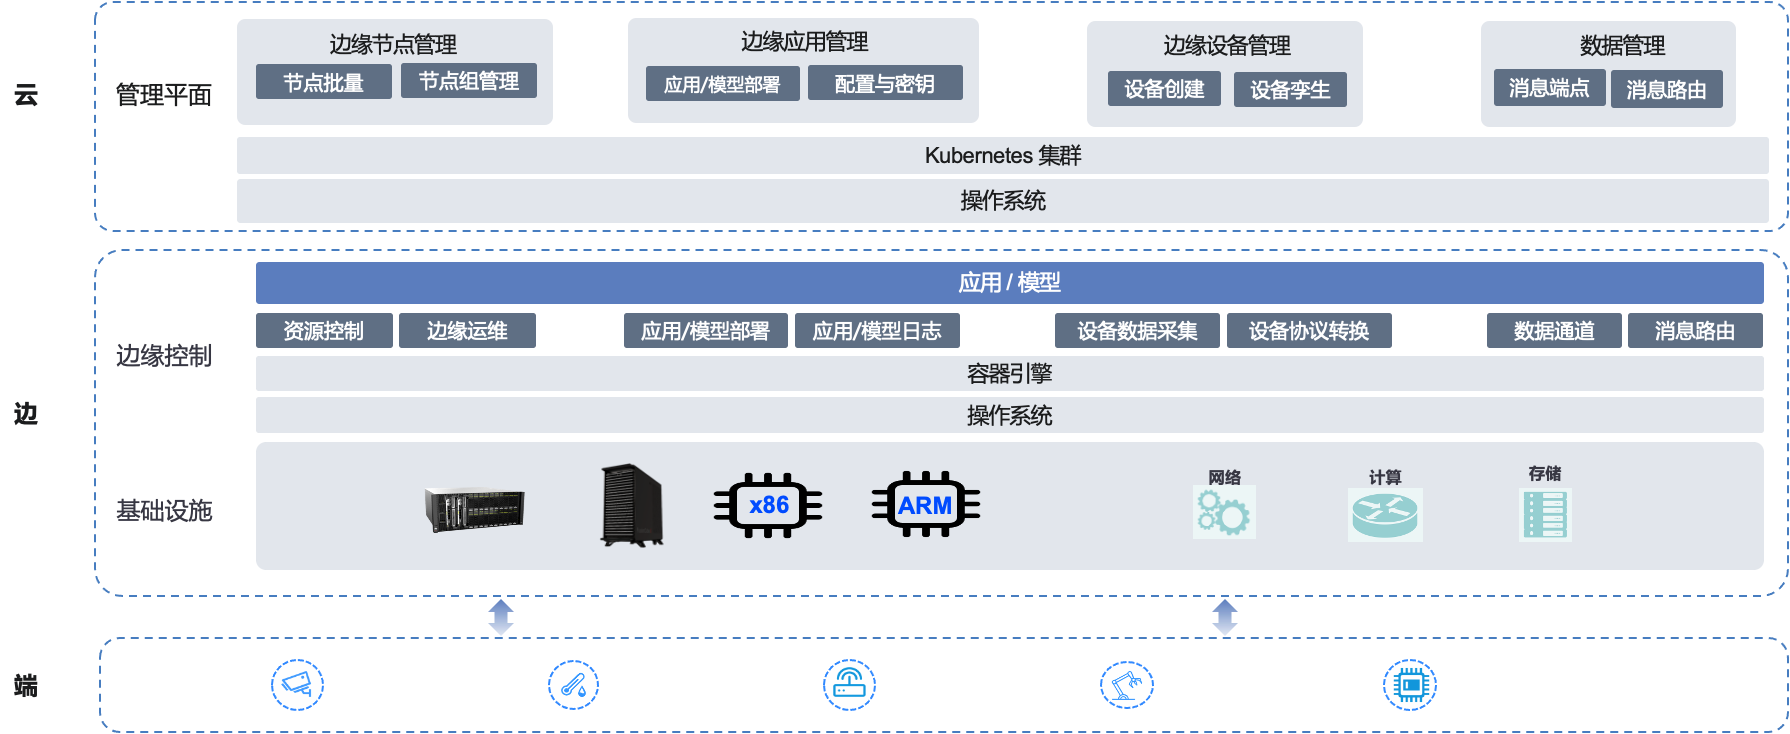 云
管理平面
边缘节点管理
节点批量
节点组管理
边缘应用管理
应用/模型部署
配置与密钥
边缘设备管理
设备创建
设备孪生
数据管理
消息端点
消息路由
Kubernetes 集群
操作系统
边
边缘控制
应用 / 模型
资源控制
边缘运维
应用/模型部署
应用/模型日志
设备数据采集
设备协议转换
数据通道
消息路由
容器引擎
操作系统
基础设施
x86
ARM
网络
计算
存储
端